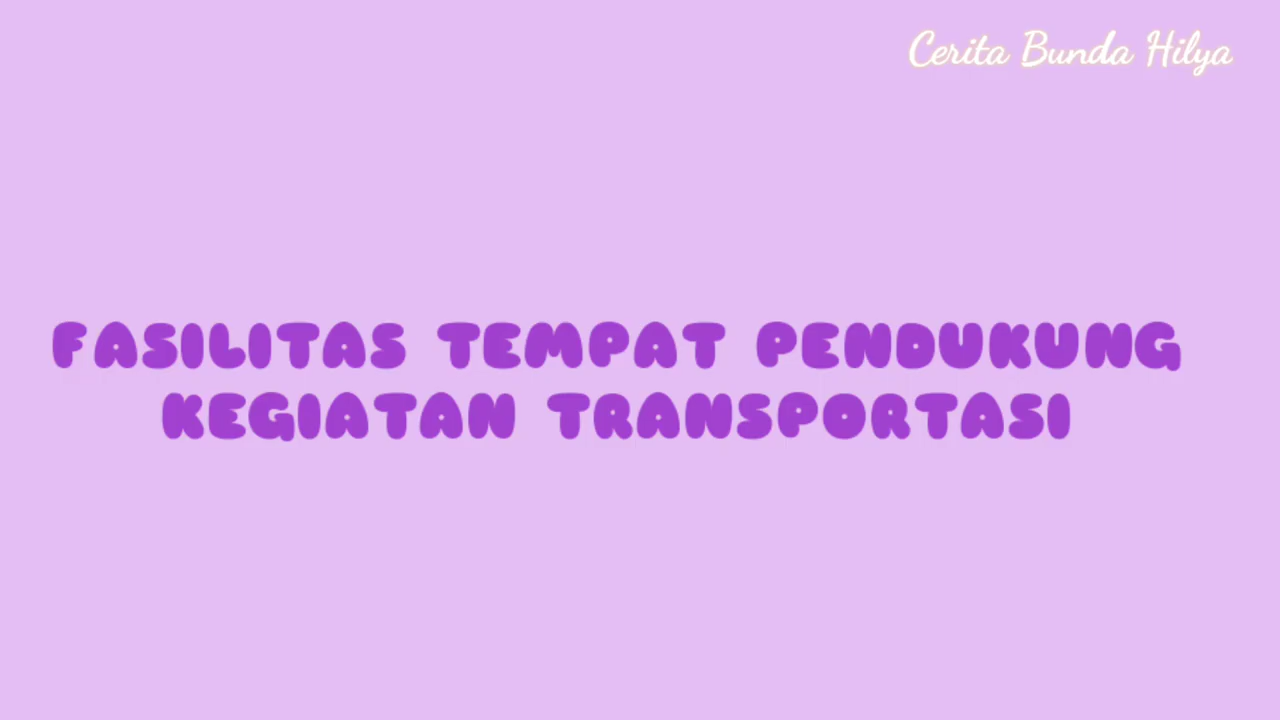 Cerita Bunda Hilya
FASILITAS TEMPAT PENDUKUNG
KEGIATAN TRANSPORTASI